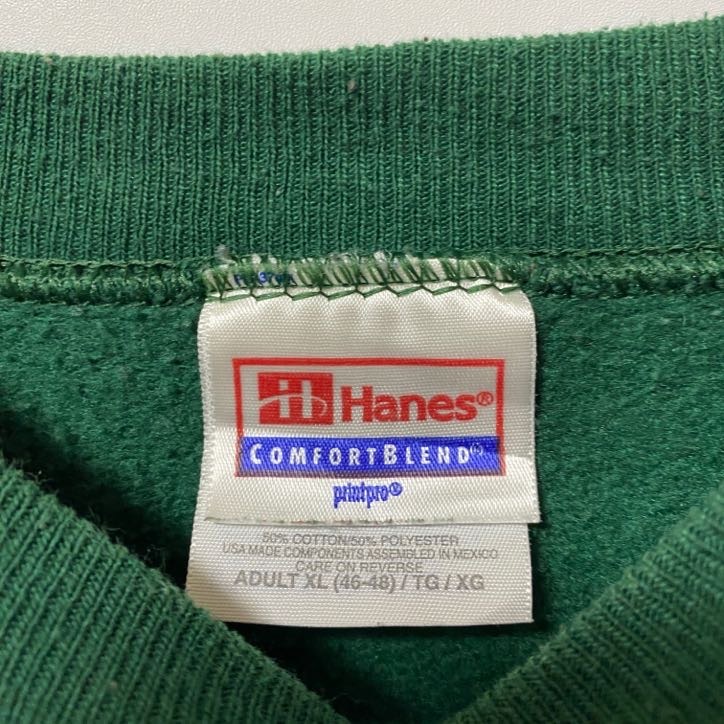 Hanes®
COMFORTBLEND®
printpro®
50% COTTON/50% POLYESTER
USA MADE COMPONENTS ASSEMBLED IN MEXICO
CARE ON REVERSE
ADULT XL (46-48) / TG / XG